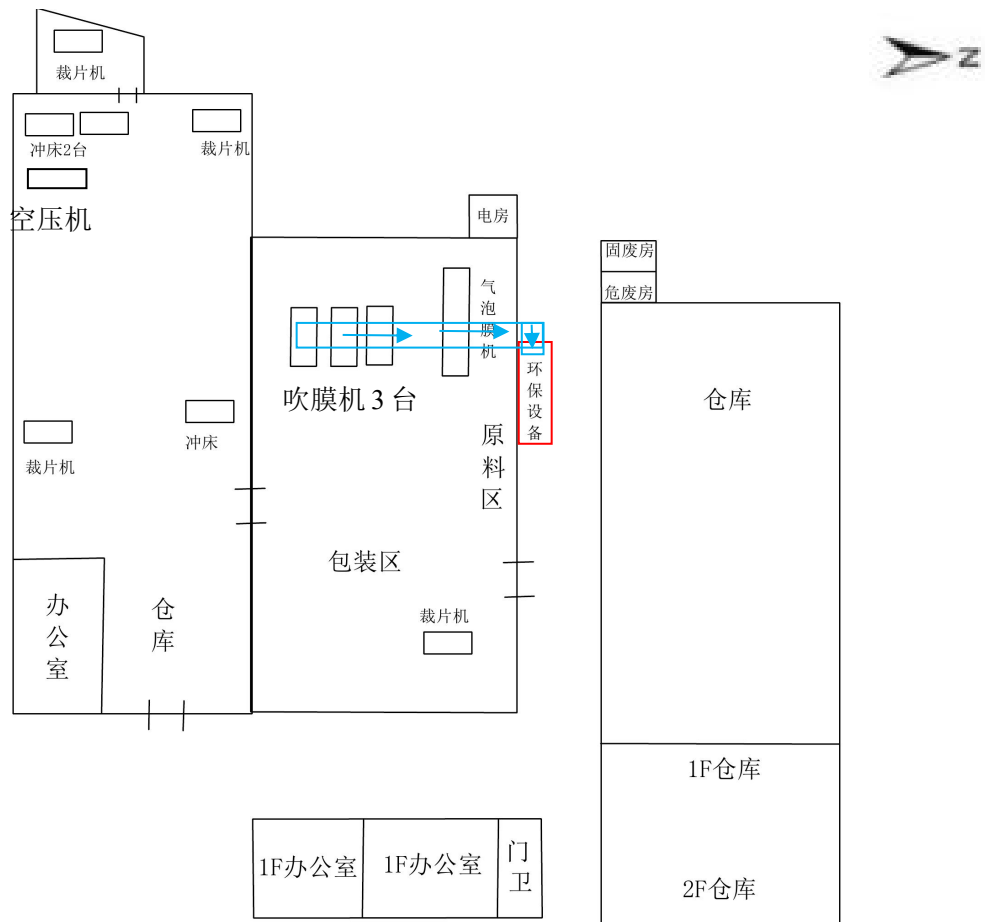 裁片机
Z
冲床2台
裁片机
空压机
电房
固废房
危废房
气泡膜机
环保设备
吹膜机 3 台
仓库
原料区
冲床
裁片机
包装区
办公室
仓库
裁片机
1F仓库
1F办公室
1F办公室
门卫
2F仓库